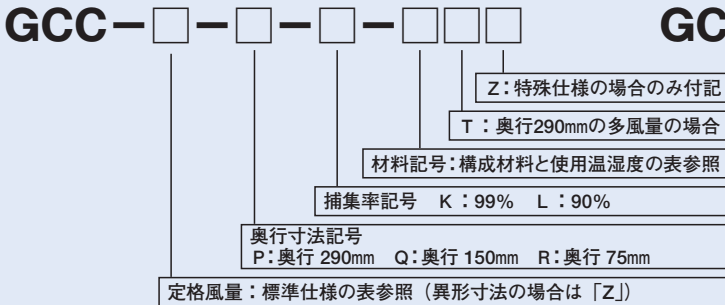 GCC－□－□－□－□□□ GC
Z：特殊仕様の場合のみ付記
T：奥行290mmの多風量の場合
材料記号：構成材料と使用温湿度の表参照
捕集率記号 K：99% L：90%
奥行寸法記号
P：奥行 290mm Q：奥行 150mm R：奥行 75mm
定格風量：標準仕様の表参照（異形寸法の場合は「Z」）